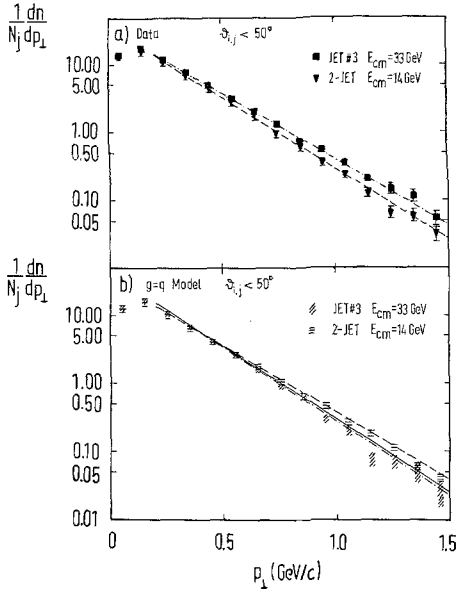 1/Nj dn/dp⊥
a) Data ϑi,j < 50°
JET #3 Ecm=33 GeV
2-JET Ecm=14 GeV
10.00
5.00
1.00
0.50
0.10
0.05
1/Nj dn/dp⊥
b) g=q Model ϑi,j < 50°
JET#3 Ecm=33 GeV
2-JET Ecm=14GeV
10.00
5.00
1.00
0.50
0.10
0.05
0.01
0 0.5 1.0 1.5
p⊥ (GeV/c)